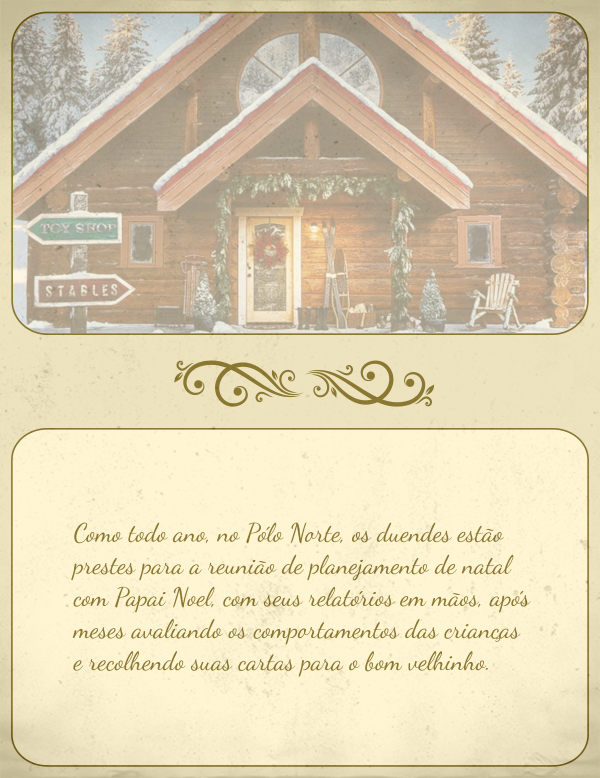 TOY SHOP
STABLES
Como todo ano, no Pólo Norte, os duendes estão
prestes para a reunião de planejamento de natal
com Papai Noel, com seus relatórios em mãos, após
meses avaliando os comportamentos das crianças
e recolhendo suas cartas para o bom velhinho.